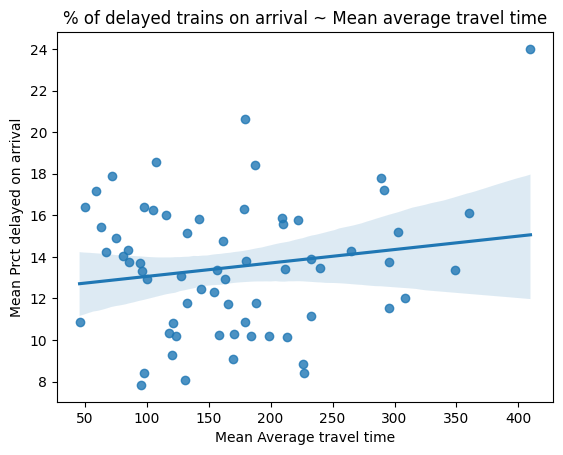 % of delayed trains on arrival ~ Mean average travel time
Mean Prct delayed on arrival
24
22
20
18
16
14
12
10
8
50 100 150 200 250 300 350 400
Mean Average travel time